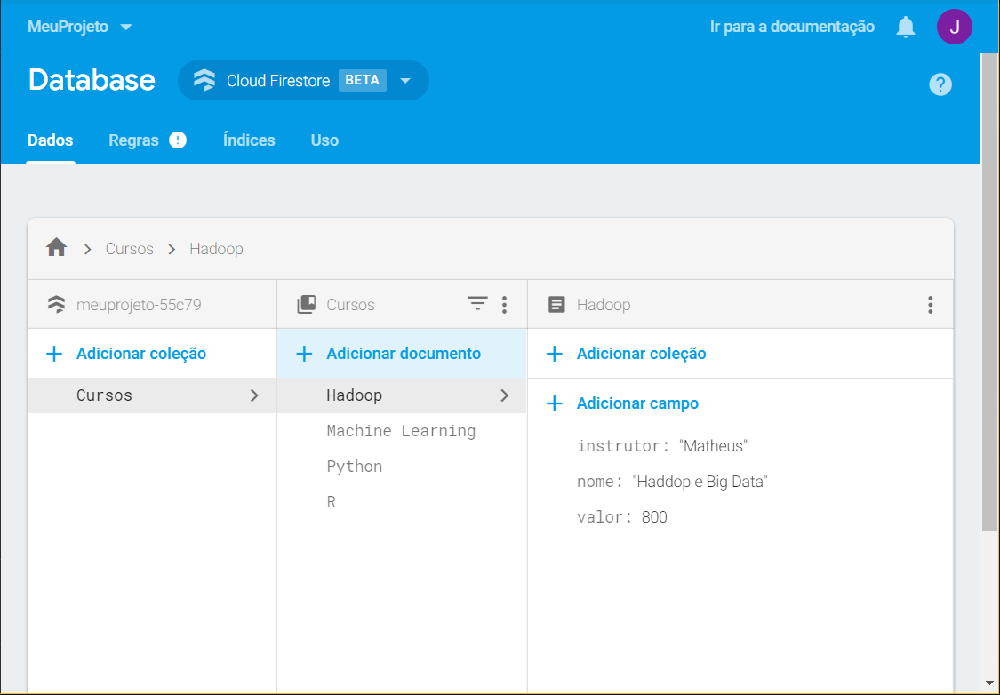 MeuProjeto Ir para a documentação J
Database Cloud Firestore BETA ?
Dados Regras ! Índices Uso
Cursos Hadoop
meuprojeto-55c79 Cursos Hadoop
+ Adicionar coleção + Adicionar documento + Adicionar coleção
Cursos Hadoop
+ Adicionar campo
Machine Learning
instrutor: "Matheus"
Python
nome: "Haddop e Big Data"
R
valor: 800